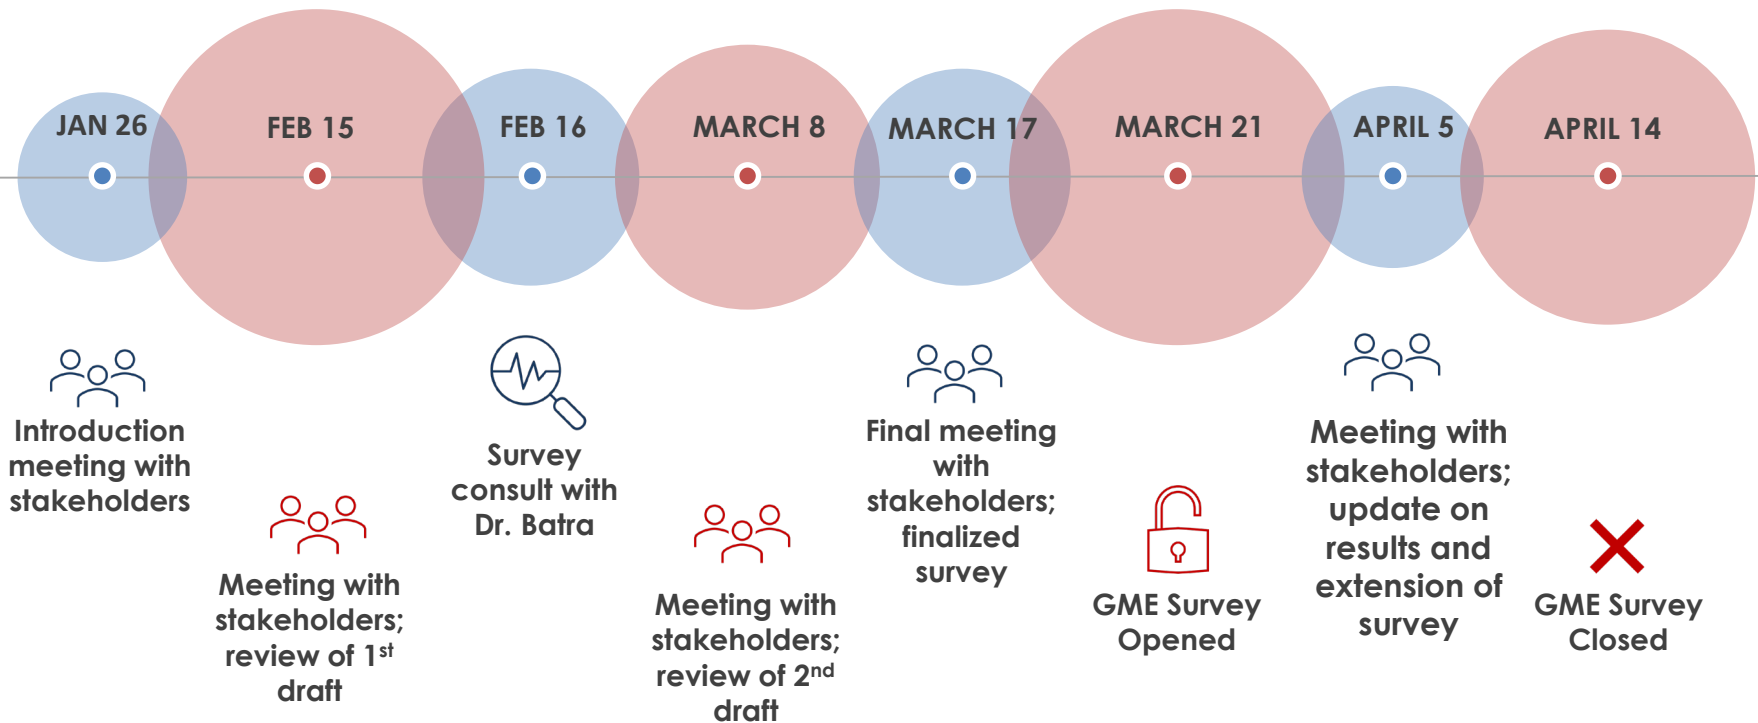 JAN 26
FEB 15
FEB 16
MARCH 8
MARCH 17
MARCH 21
APRIL 5
APRIL 14
Introduction
meeting with
stakeholders
Meeting with
stakeholders;
review of 1st
draft
Survey
consult with
Dr. Batra
Meeting with
stakeholders;
review of 2nd
draft
Final meeting
with
stakeholders;
finalized
survey
GME Survey
Opened
Meeting with
stakeholders;
update on
results and
extension of
survey
GME Survey
Closed